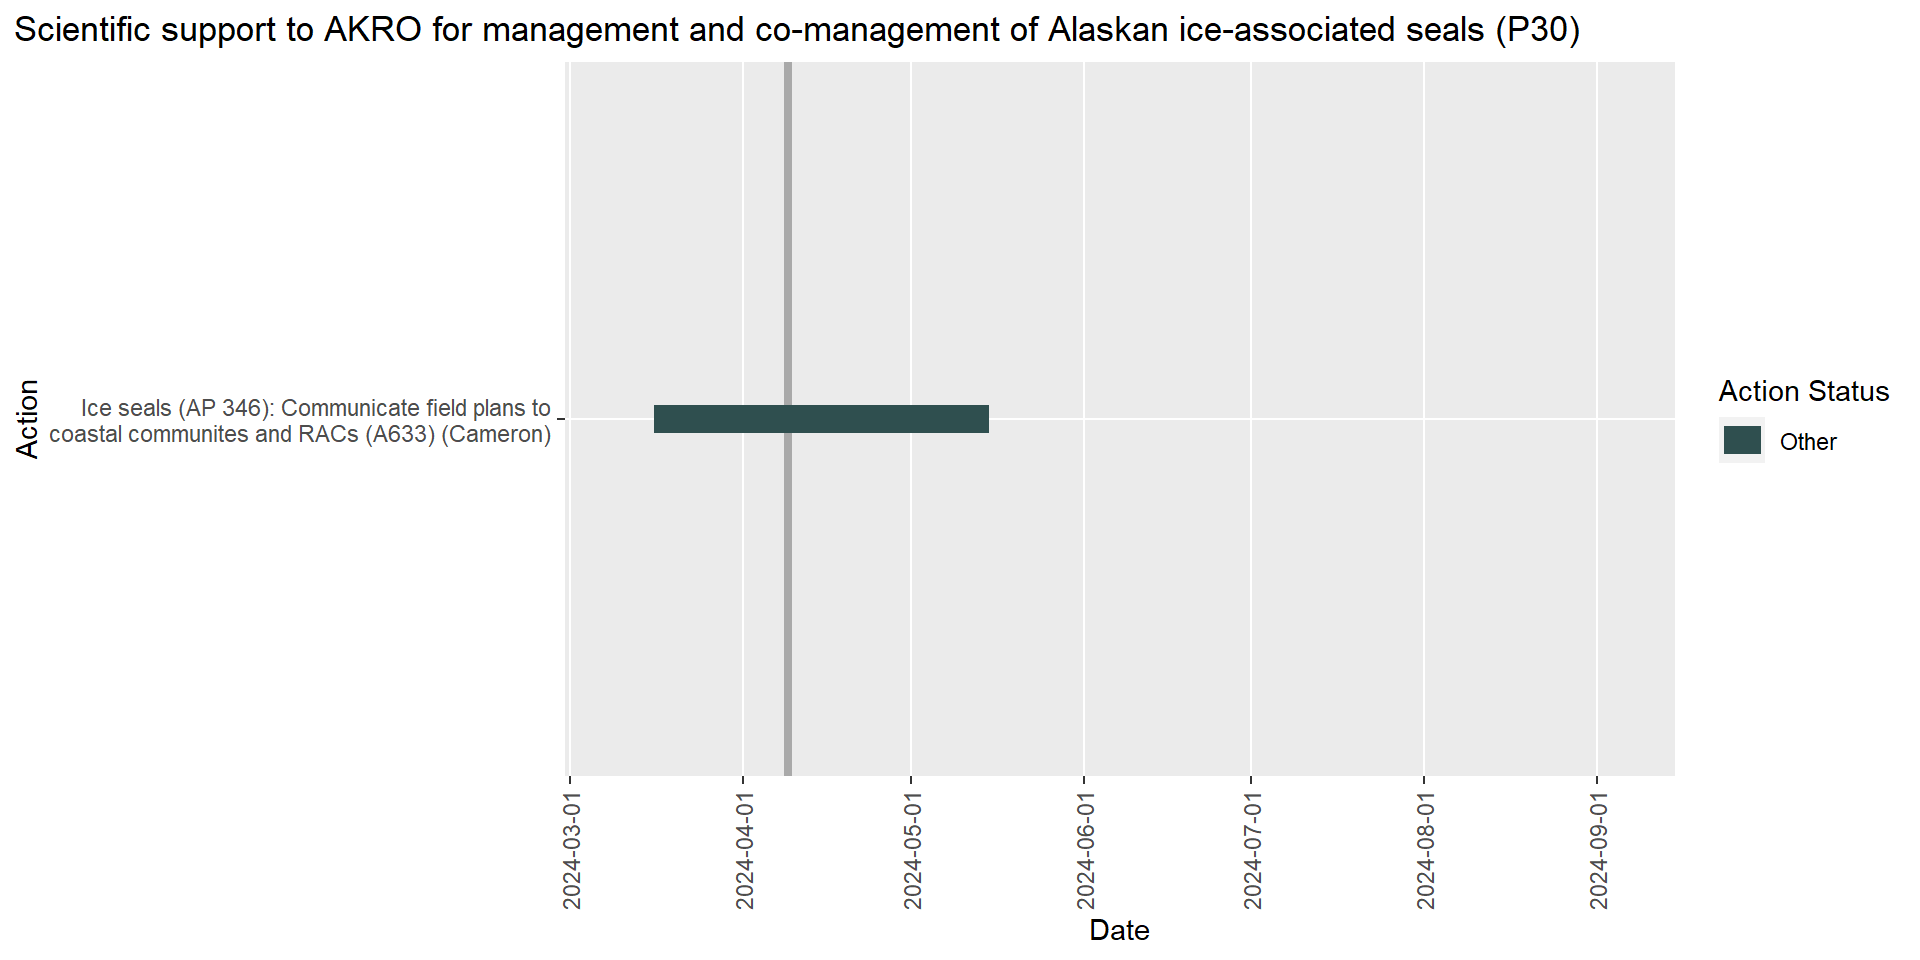 Scientific support to AKRO for management and co-management of Alaskan ice-associated seals (P30)
Action
Ice seals (AP 346): Communicate field plans to
coastal communites and RACs (A633) (Cameron)
2024-03-01
2024-04-01
2024-05-01
2024-06-01
2024-07-01
2024-08-01
2024-09-01
Date
Action Status
Other